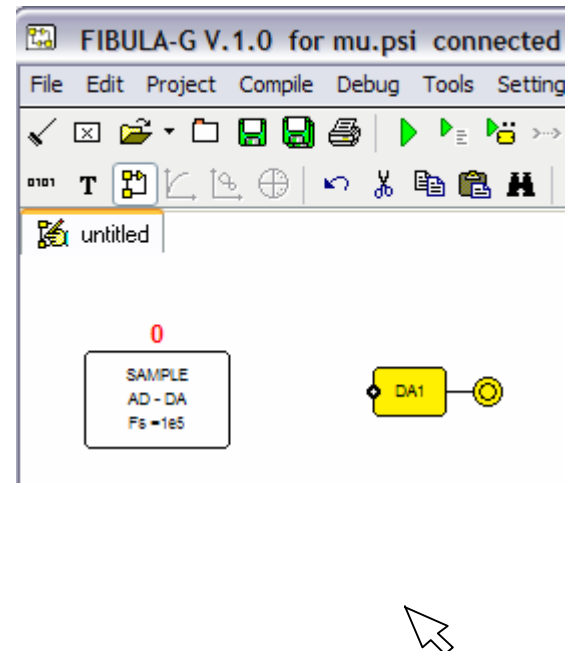 FIBULA-G V.1.0 for mu.psi connected
File Edit Project Compile Debug Tools Setting
0101 T
untitled
0
SAMPLE
AD - DA
Fs =1e5
DA1